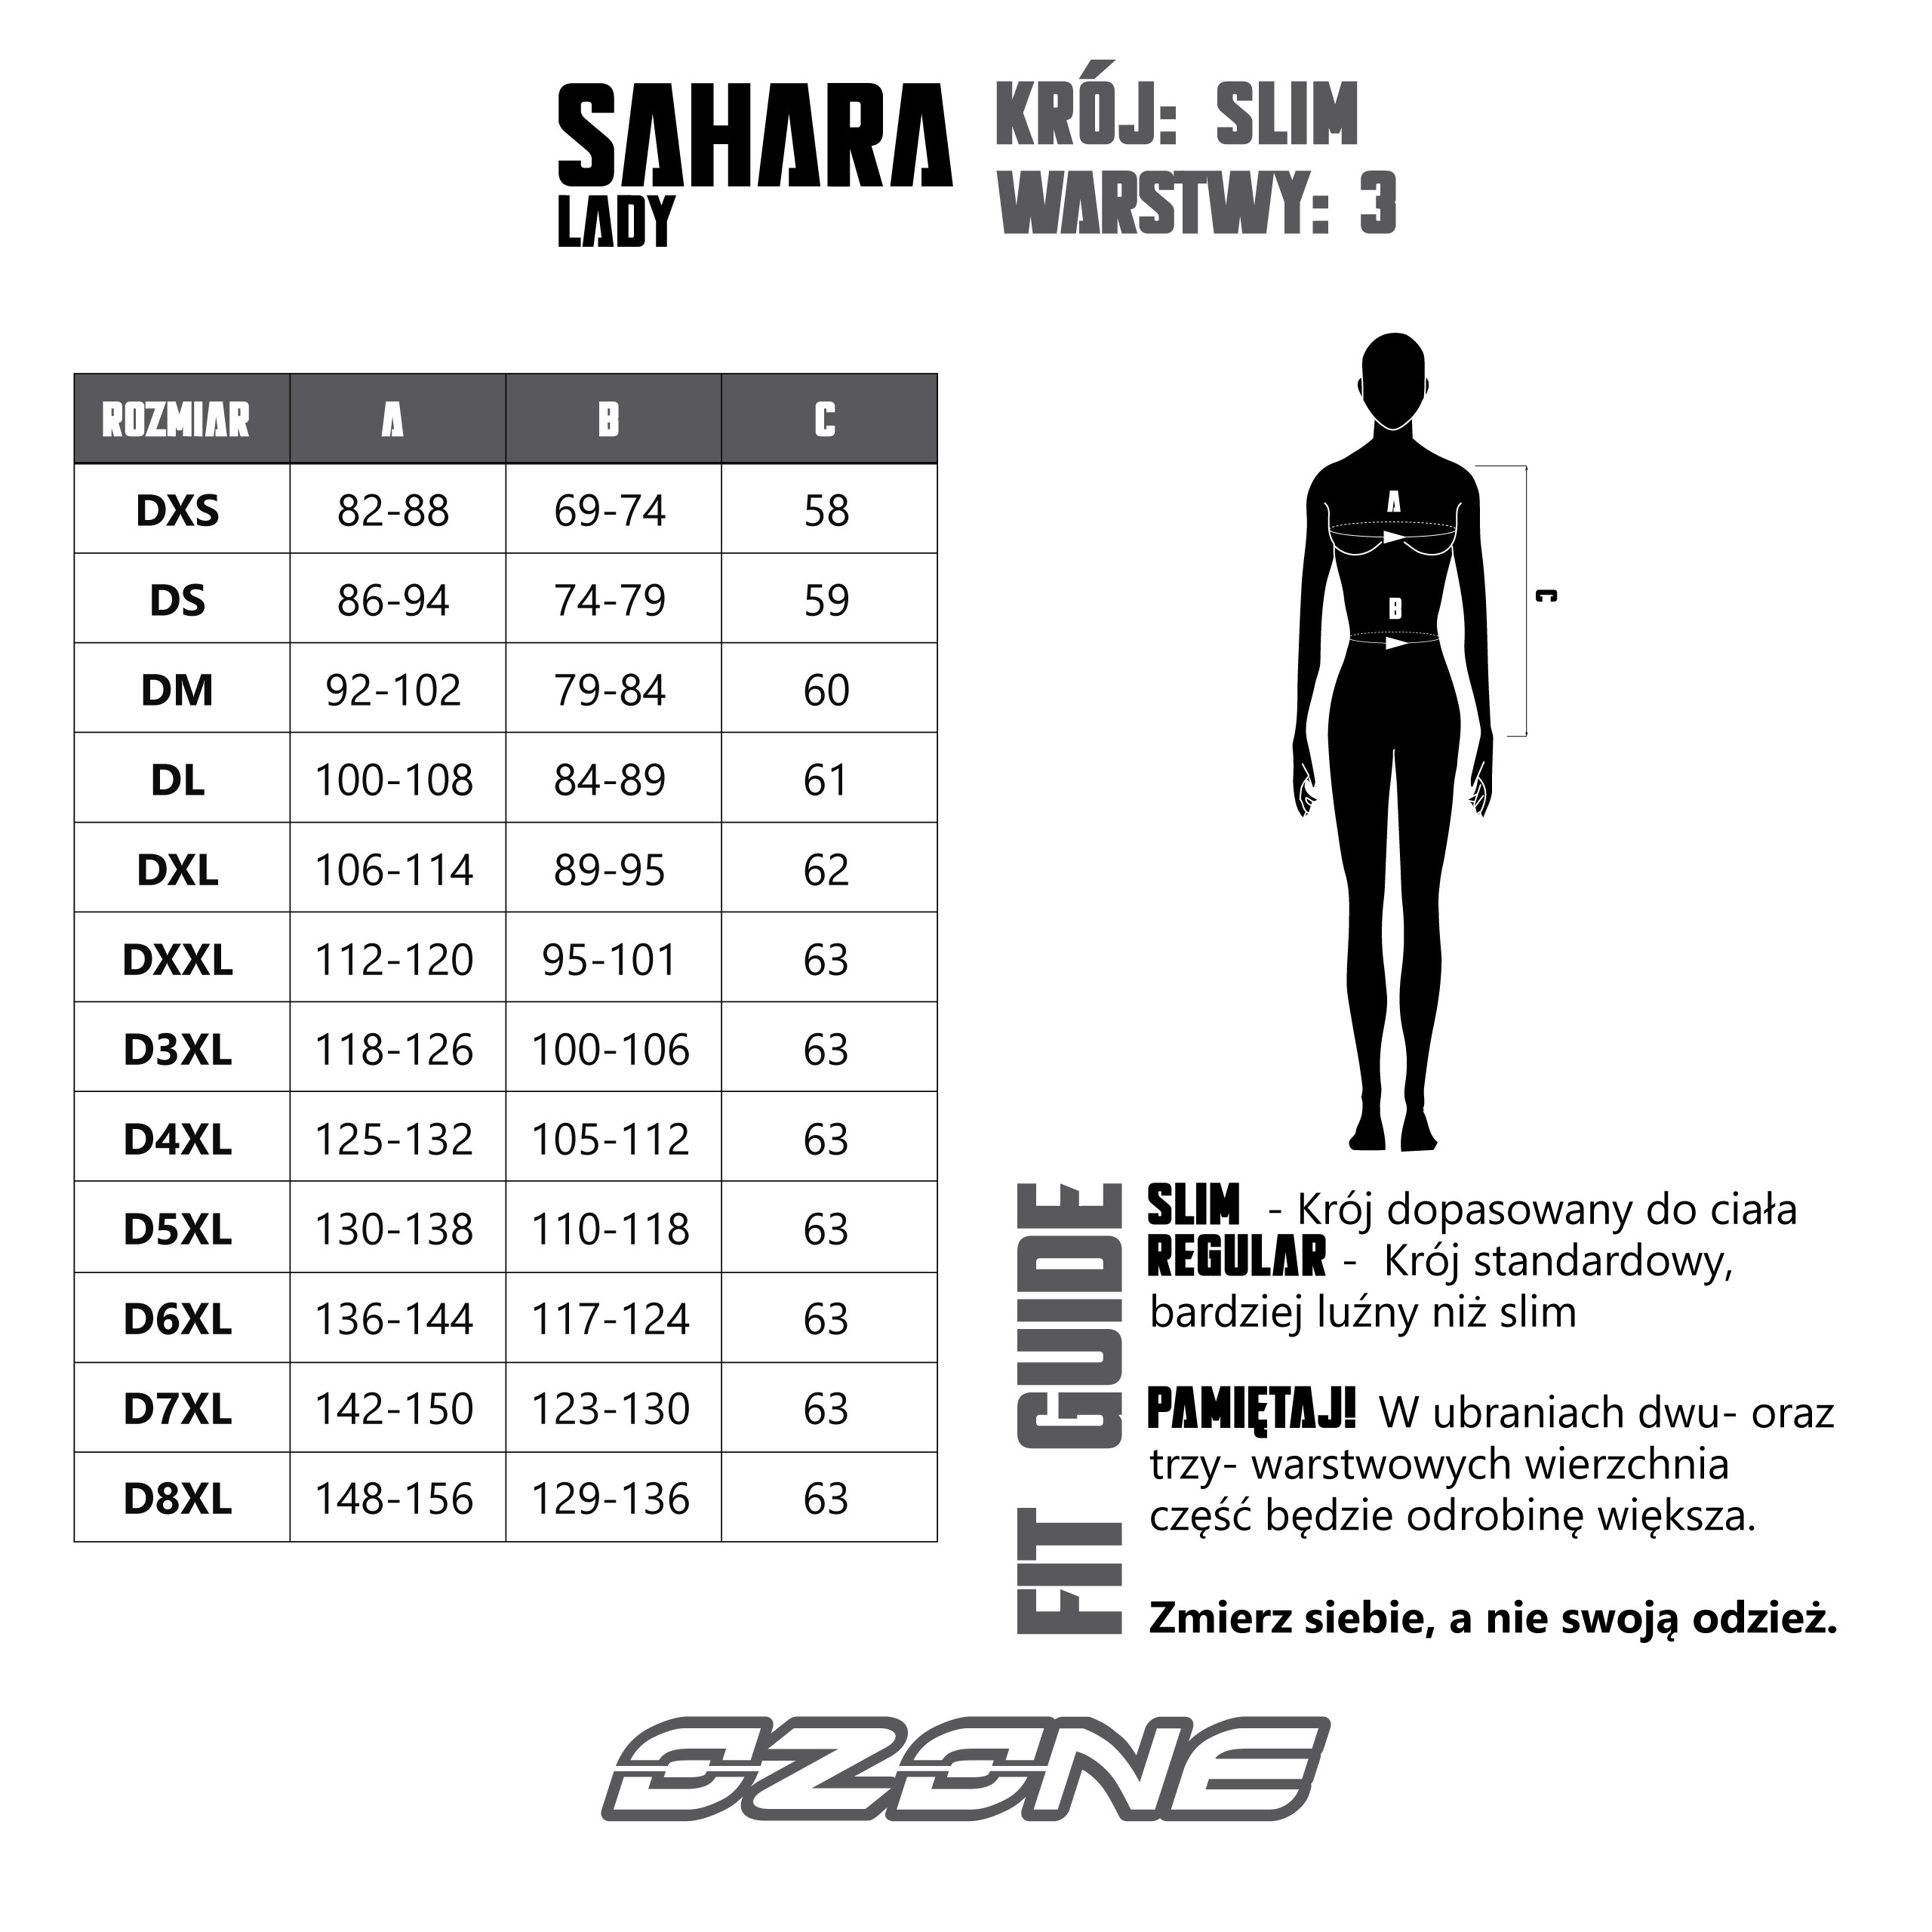 SAHARA
LADY
KRÓJ: SLIM
WARSTWY: 3
ROZMIAR A B C
DXS 82-88 69-74 58
DS 86-94 74-79 59
DM 92-102 79-84 60
DL 100-108 84-89 61
DXL 106-114 89-95 62
DXXL 112-120 95-101 63
D3XL 118-126 100-106 63
D4XL 125-132 105-112 63
D5XL 130-138 110-118 63
D6XL 136-144 117-124 63
D7XL 142-150 123-130 63
D8XL 148-156 129-136 63
A
B
C
FIT GUIDE
SLIM - Krój dopasowany do ciała
REGULAR - Krój standardowy,
bardziej luźny niż slim
PAMIĘTAJ! W ubraniach dwu- oraz
trzy- warstwowych wierzchnia
cześć będzie odrobinę większa.
Zmierz siebie, a nie swoją odzież.
OZONE